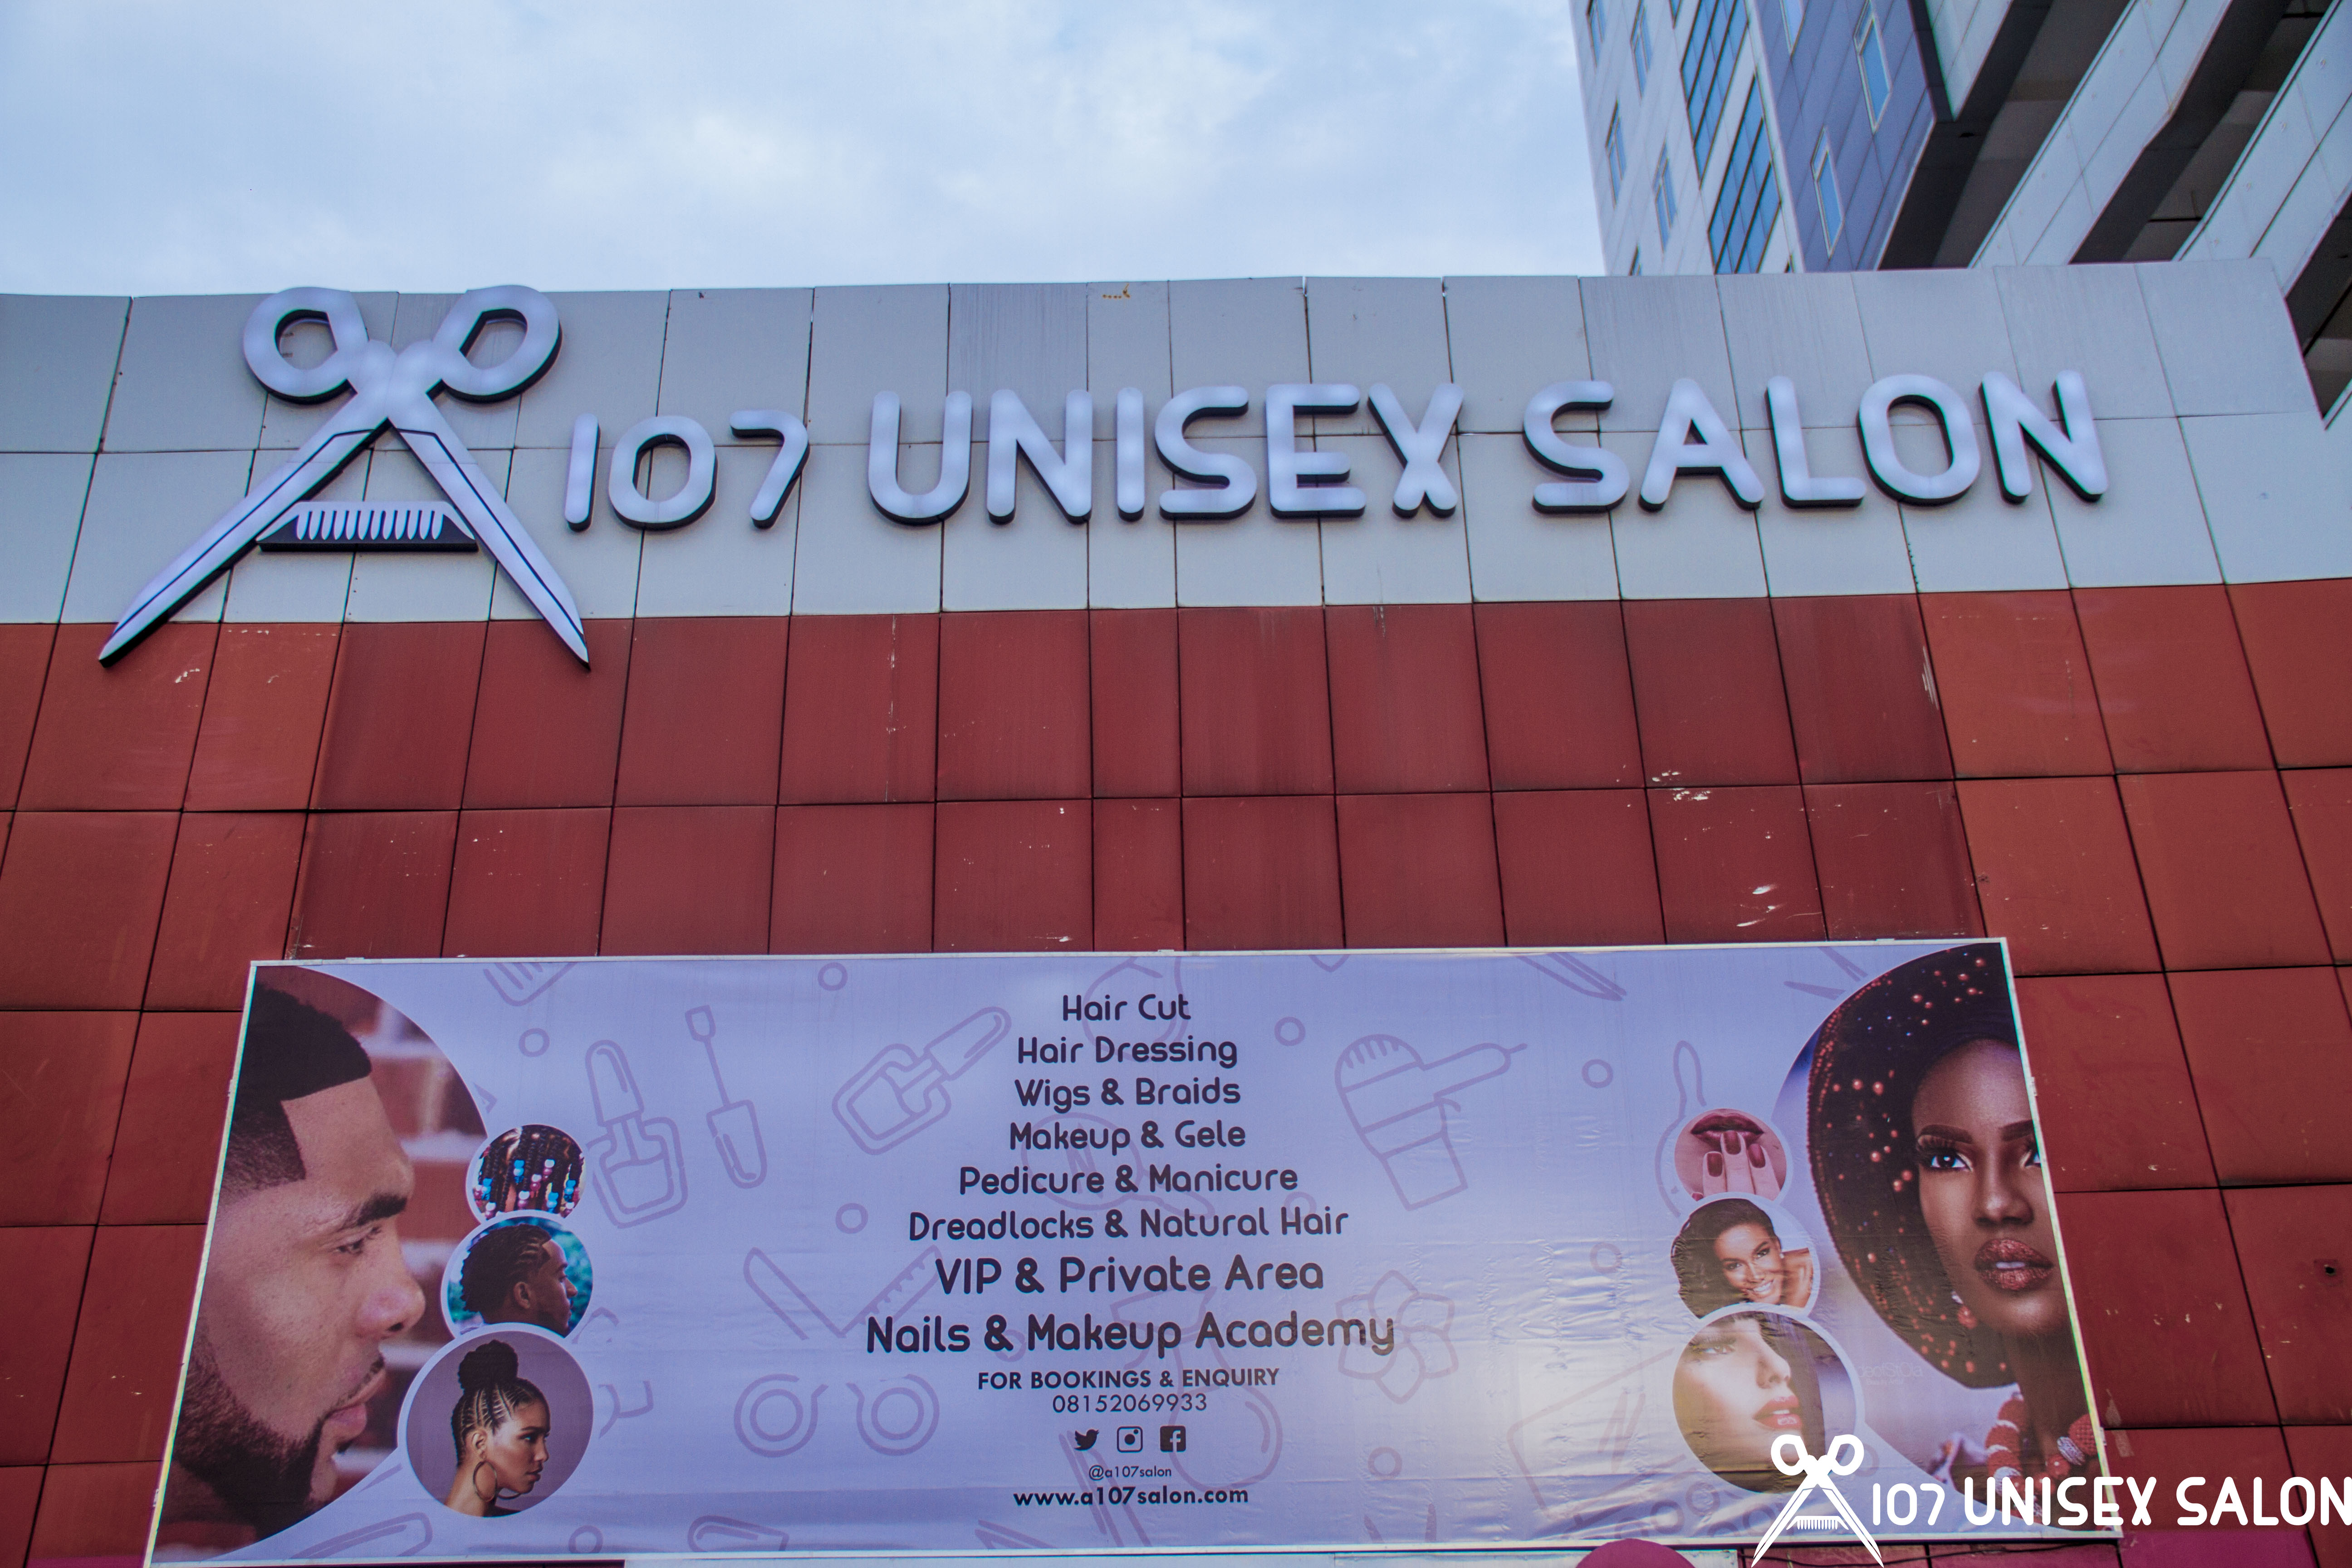 107 UNISEX SALON
Hair Cut
Hair Dressing
Wigs & Braids
Makeup & Gele
Pedicure & Manicure
Dreadlocks & Natural Hair
VIP & Private Area
Nails & Makeup Academy
FOR BOOKINGS & ENQUIRY
08152069933
@a107salon
www.a107salon.com
107 UNISEX SALON